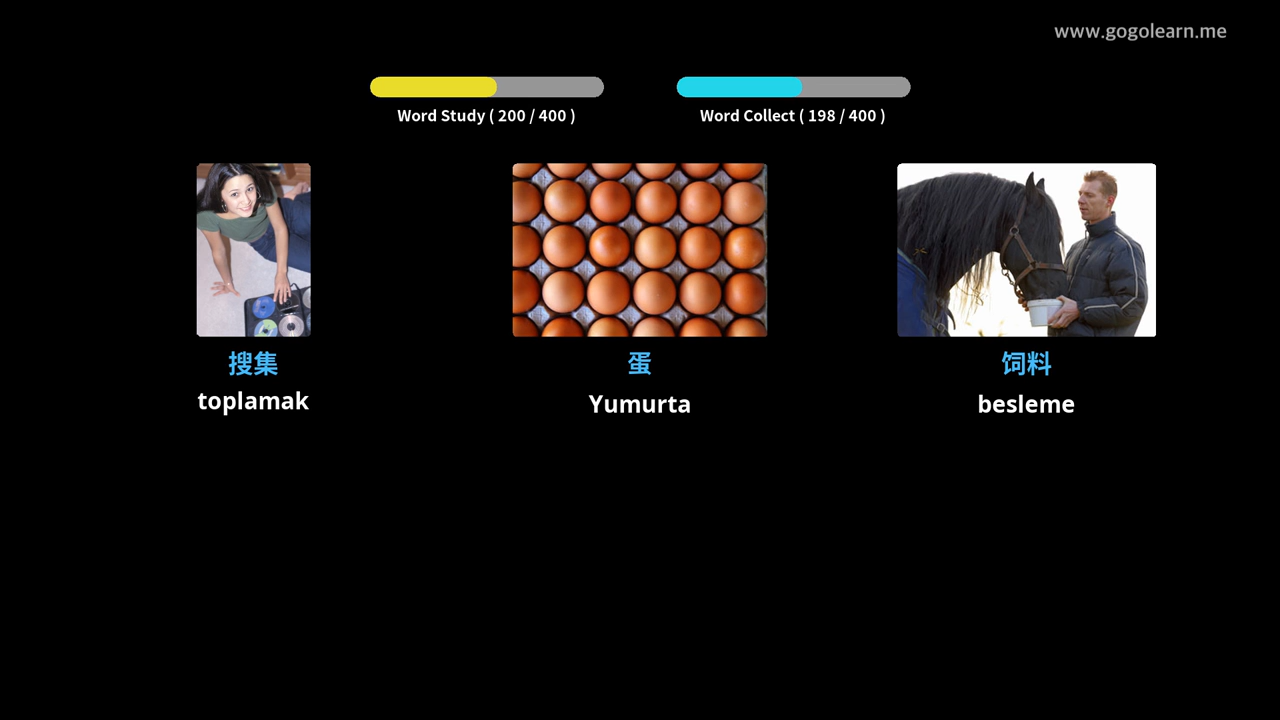 www.gogolearn.me
Word Study ( 200 / 400 )
Word Collect ( 198 / 400 )
搜集
toplamak
蛋
Yumurta
饲料
besleme